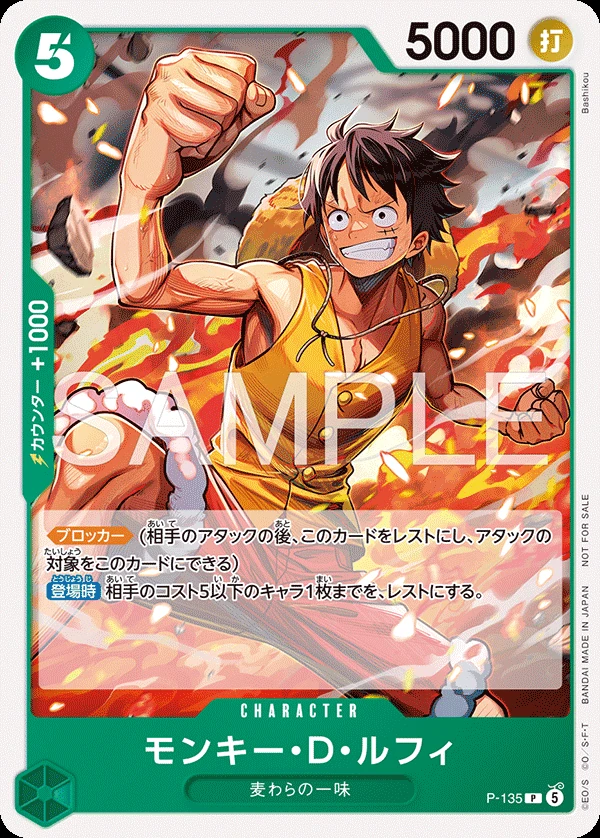 5
5000
打
Bashikou
カウンター +1000
SAMPLE
ブロッカー (相手のアタックの後、このカードをレストにし、アタックの
対象をこのカードにできる)
登場時 相手のコスト5以下のキャラ1枚までを、レストにする。
©E.O/S ©O/S・F・T BANDAI MADE IN JAPAN NOT FOR SALE
CHARACTER
モンキー・D・ルフィ
麦わらの一味
P-135 P 5